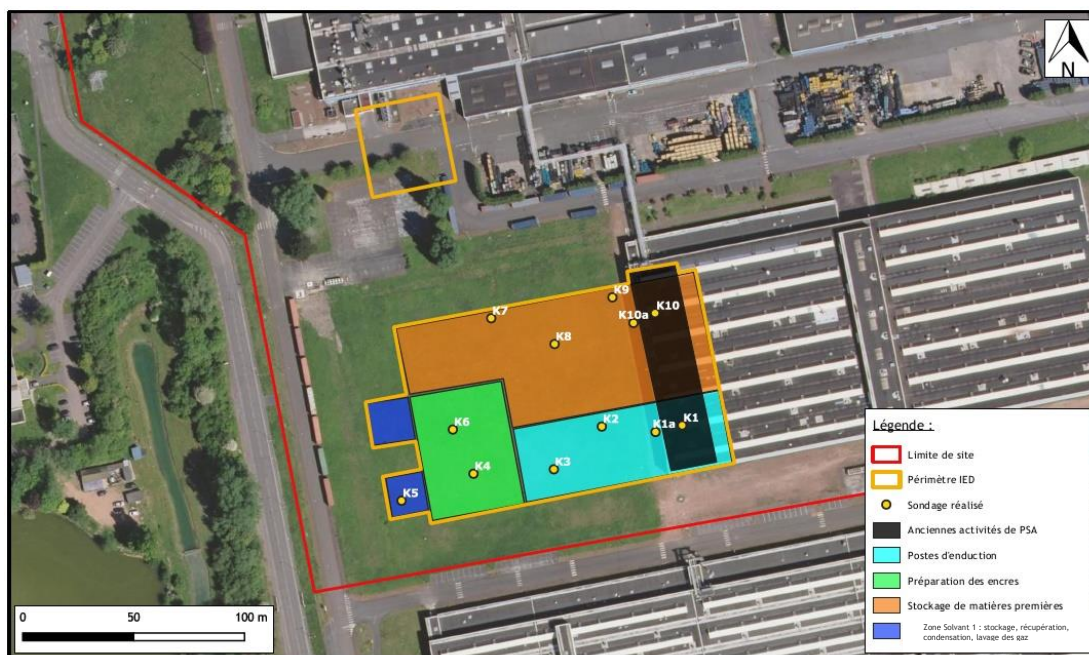 N
K9
K10
K7
K10a
K8
K6
K2
K1
K1a
K3
K4
K5
Légende :
Limite de site
Périmètre IED
Sondage réalisé
Anciennes activités de PSA
Postes d'enduction
Préparation des encres
Stockage de matières premières
Zone Solvant 1 : stockage, récupération,
condensation, lavage des gaz
0 50 100 m